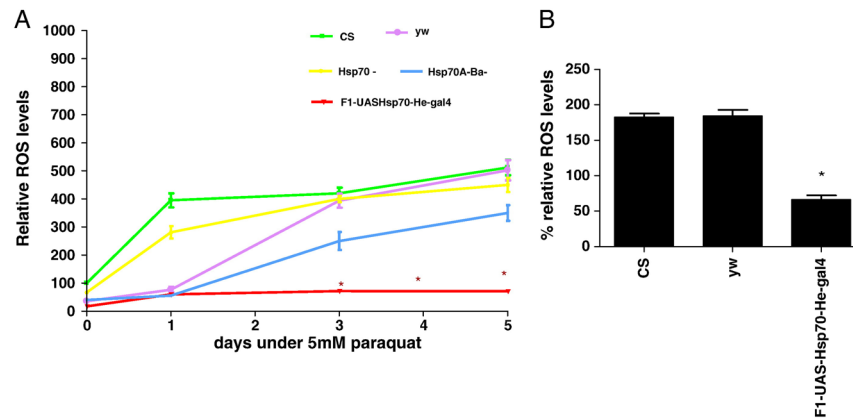 A
1000
900
800
700
600
500
400
300
200
100
0
Relative ROS levels
CS
yw
Hsp70 -
Hsp70A-Ba-
F1-UASHsp70-He-gal4
*
*
*
0
1
2
3
4
5
days under 5mM paraquat
B
250
200
150
100
50
0
% relative ROS levels
*
CS
yw
F1-UAS-Hsp70-He-gal4